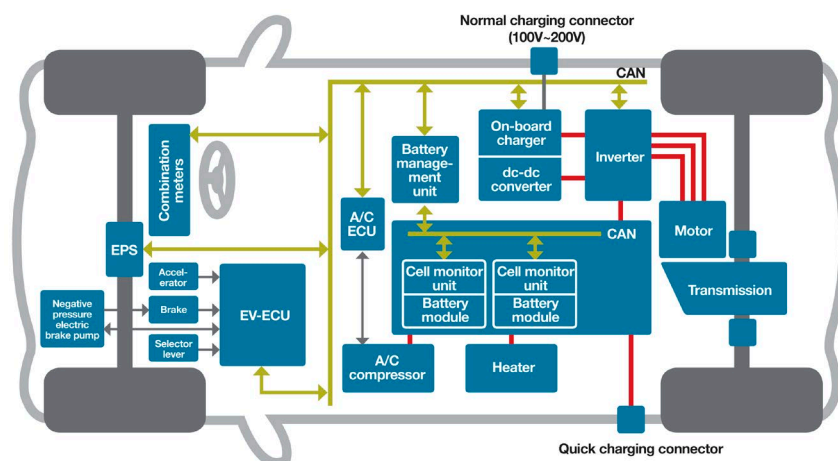 Normal charging connector
(100V~200V)
CAN
Combination
meters
Battery
manage-
ment
unit
On-board
charger
dc-dc
converter
Inverter
A/C
ECU
EPS
CAN
Motor
Cell monitor
unit
Battery
module
Cell monitor
unit
Battery
module
Accel-
erator
Negative
pressure
electric
brake pump
Brake
Selector
lever
EV-ECU
Transmission
A/C
compressor
Heater
Quick charging connector